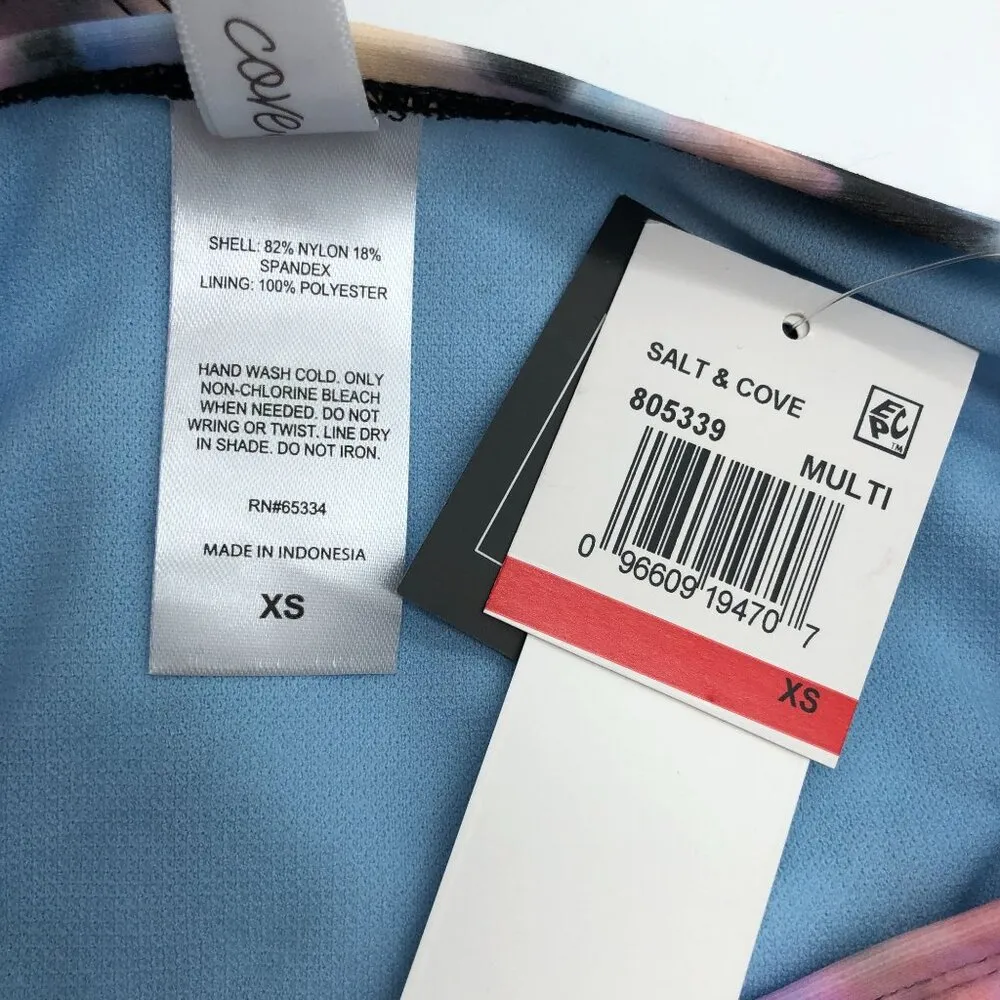 cove
SHELL: 82% NYLON 18%
SPANDEX
LINING: 100% POLYESTER
HAND WASH COLD. ONLY
NON-CHLORINE BLEACH
WHEN NEEDED. DO NOT
WRING OR TWIST. LINE DRY
IN SHADE. DO NOT IRON.
RN#65334
MADE IN INDONESIA
XS
SALT & COVE
805339
ECP TM
MULTI
0 96609 19470 7
XS